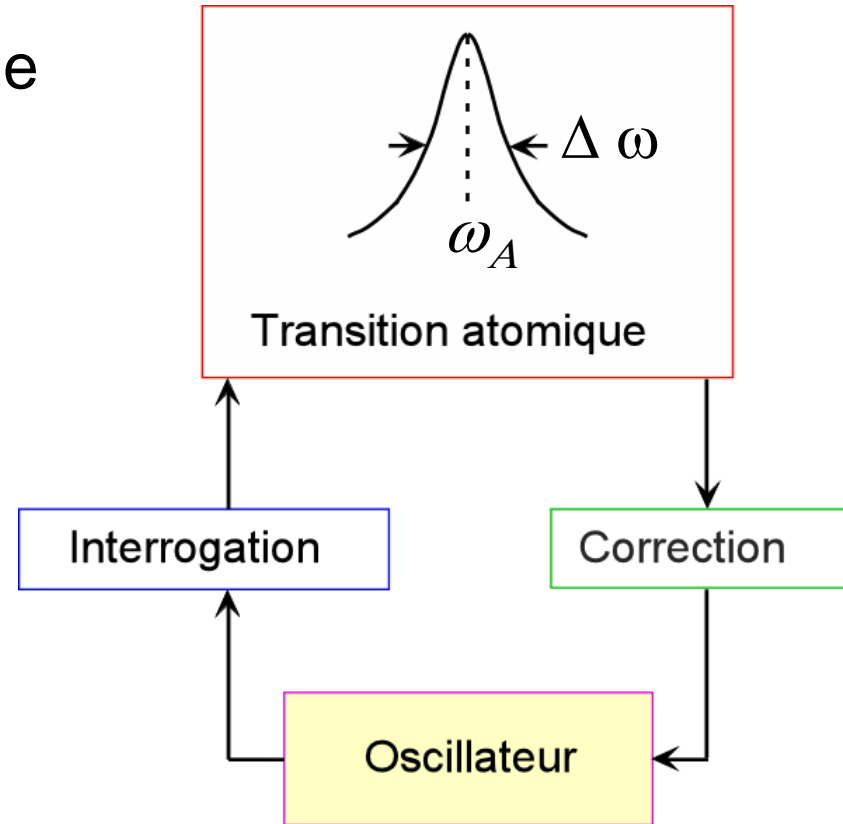 e
Δ ω
ω_A
Transition atomique
Interrogation
Correction
Oscillateur